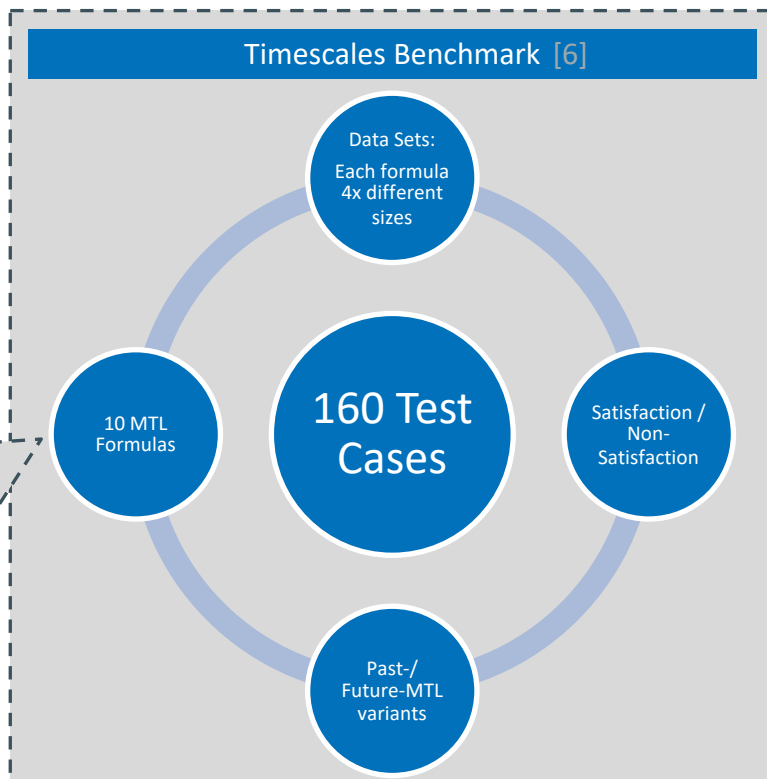 Timescales Benchmark [6]
Data Sets:
Each formula
4x different
sizes
10 MTL
Formulas
160 Test
Cases
Satisfaction /
Non-
Satisfaction
Past-/
Future-MTL
variants